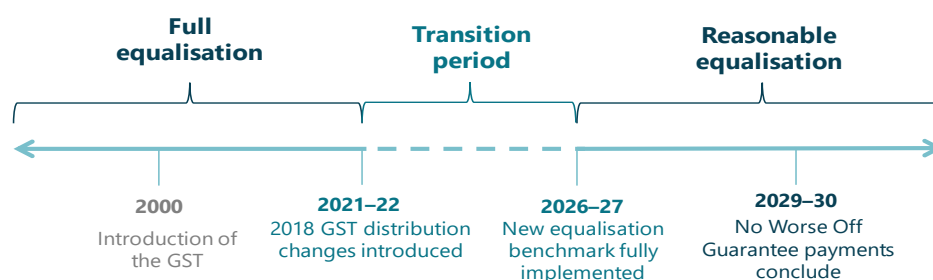 Full
equalisation
Transition
period
Reasonable
equalisation
2000
Introduction of
the GST
2021–22
2018 GST distribution
changes introduced
2026–27
New equalisation
benchmark fully
implemented
2029–30
No Worse Off
Guarantee payments
conclude